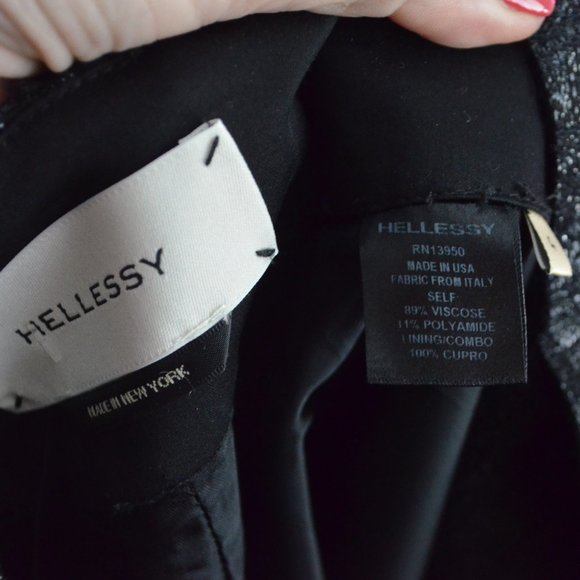 HELLESSY
MADE IN NEW YORK
HELLESSY
RN13950
MADE IN USA
FABRIC FROM ITALY
SELF
89% VISCOSE
11% POLYAMIDE
LINING/COMBO
100% CUPRO